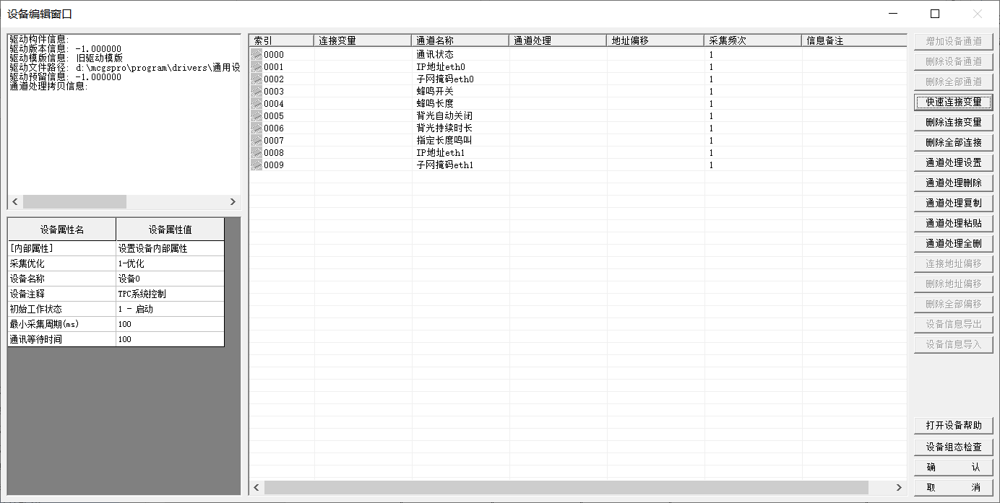 设备编辑窗口
驱动构件信息:
驱动版本信息: -1.000000
驱动模版信息: 旧驱动模版
驱动文件路径: d:\mcgspro\program\drivers\通用设
驱动预留信息: -1.000000
通道处理拷贝信息:
设备属性名 设备属性值
[内部属性] 设置设备内部属性
采集优化 1-优化
设备名称 设备0
设备注释 TPC系统控制
初始工作状态 1 - 启动
最小采集周期(ms) 100
通讯等待时间 100
索引 连接变量 通道名称 通道处理 地址偏移 采集频次 信息备注
0000 通讯状态 1
0001 IP地址eth0 1
0002 子网掩码eth0 1
0003 蜂鸣开关 1
0004 蜂鸣长度 1
0005 背光自动关闭 1
0006 背光持续时长 1
0007 指定长度鸣叫 1
0008 IP地址eth1 1
0009 子网掩码eth1 1
增加设备通道
删除设备通道
删除全部通道
快速连接变量
删除连接变量
删除全部连接
通道处理设置
通道处理删除
通道处理复制
通道处理粘贴
通道处理全删
连接地址偏移
删除地址偏移
删除全部偏移
设备信息导出
设备信息导入
打开设备帮助
设备组态检查
确 认
取 消